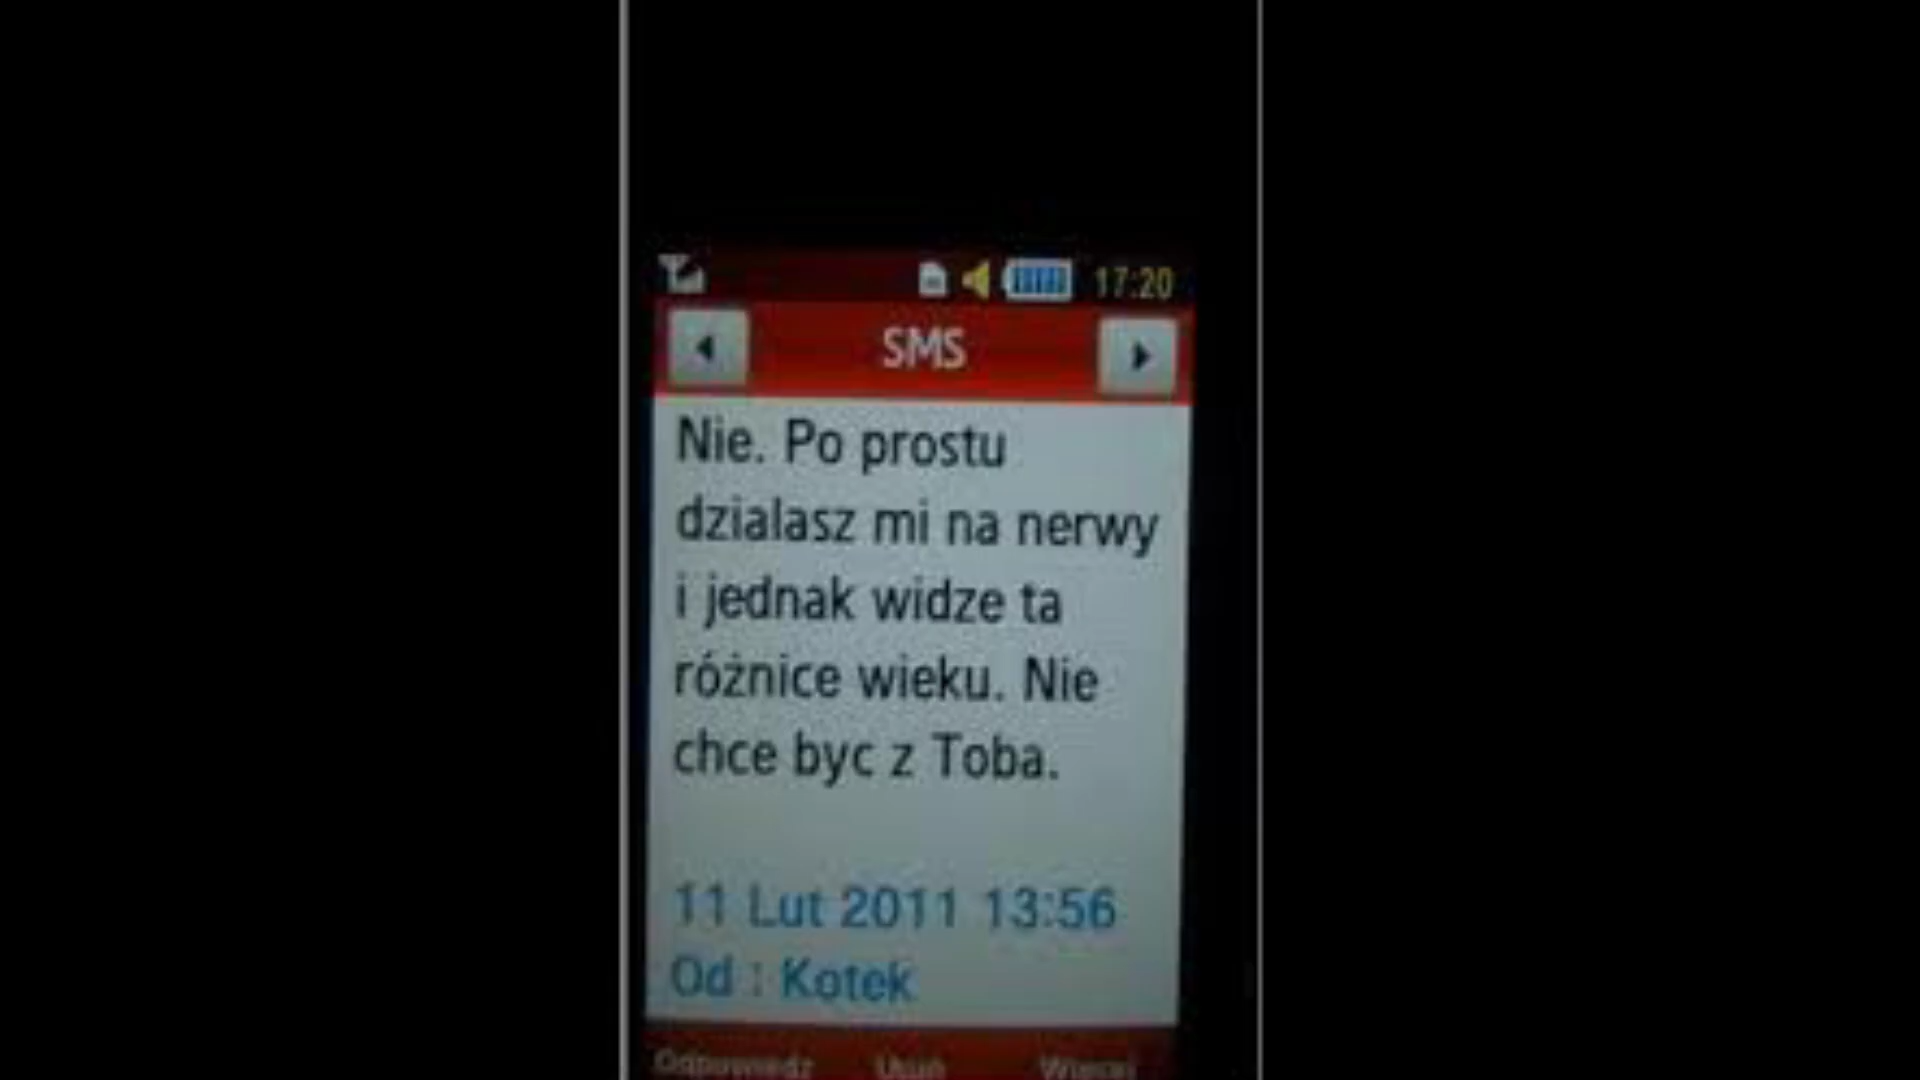 17:20
SMS
Nie. Po prostu
dzialasz mi na nerwy
i jednak widze ta
różnice wieku. Nie
chce byc z Toba.
11 Lut 2011 13:56
Od : Kotek
Odpowiedz Usuń Więcej